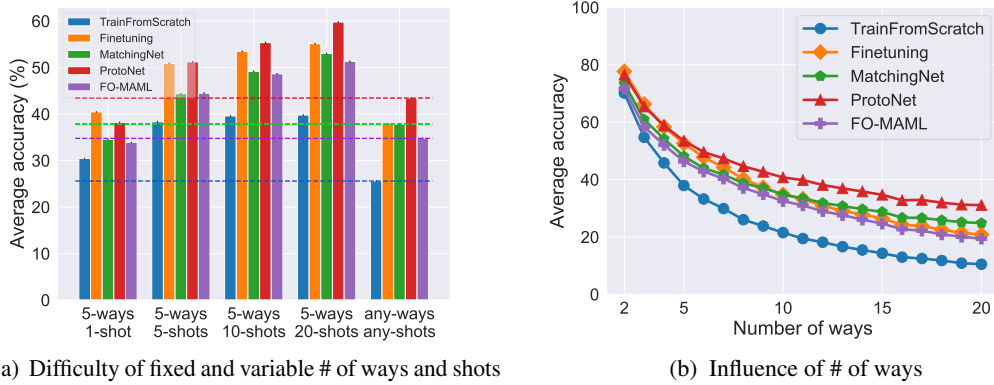 TrainFromScratch
Finetuning
MatchingNet
ProtoNet
FO-MAML
Average accuracy (%)
60
50
40
30
20
10
0
5-ways
1-shot
5-ways
5-shots
5-ways
10-shots
5-ways
20-shots
any-ways
any-shots
a) Difficulty of fixed and variable # of ways and shots
TrainFromScratch
Finetuning
MatchingNet
ProtoNet
FO-MAML
Average accuracy
100
80
60
40
20
0
2
5
10
15
20
Number of ways
(b) Influence of # of ways